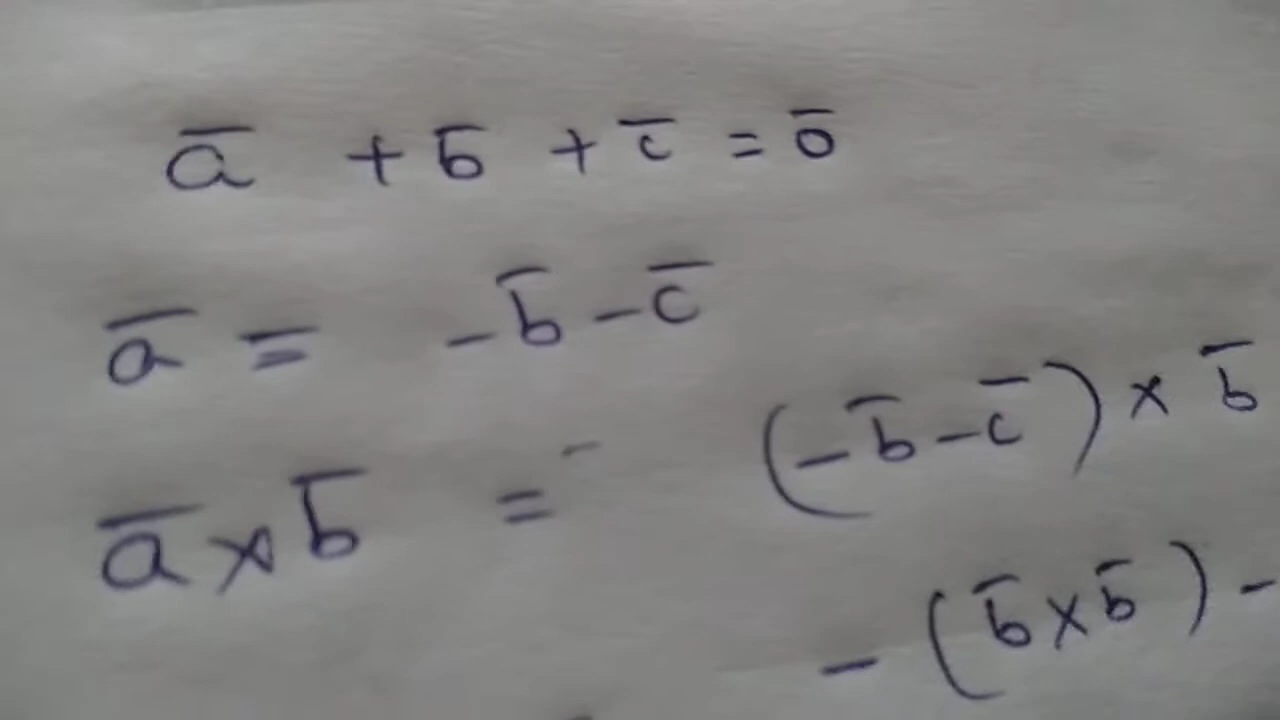 a̅ + b̅ + c̅ = 0̅
a̅ = -b̅ - c̅
a̅ × b̅ = (-b̅ - c̅) × b̅
-(b̅ × b̅) -